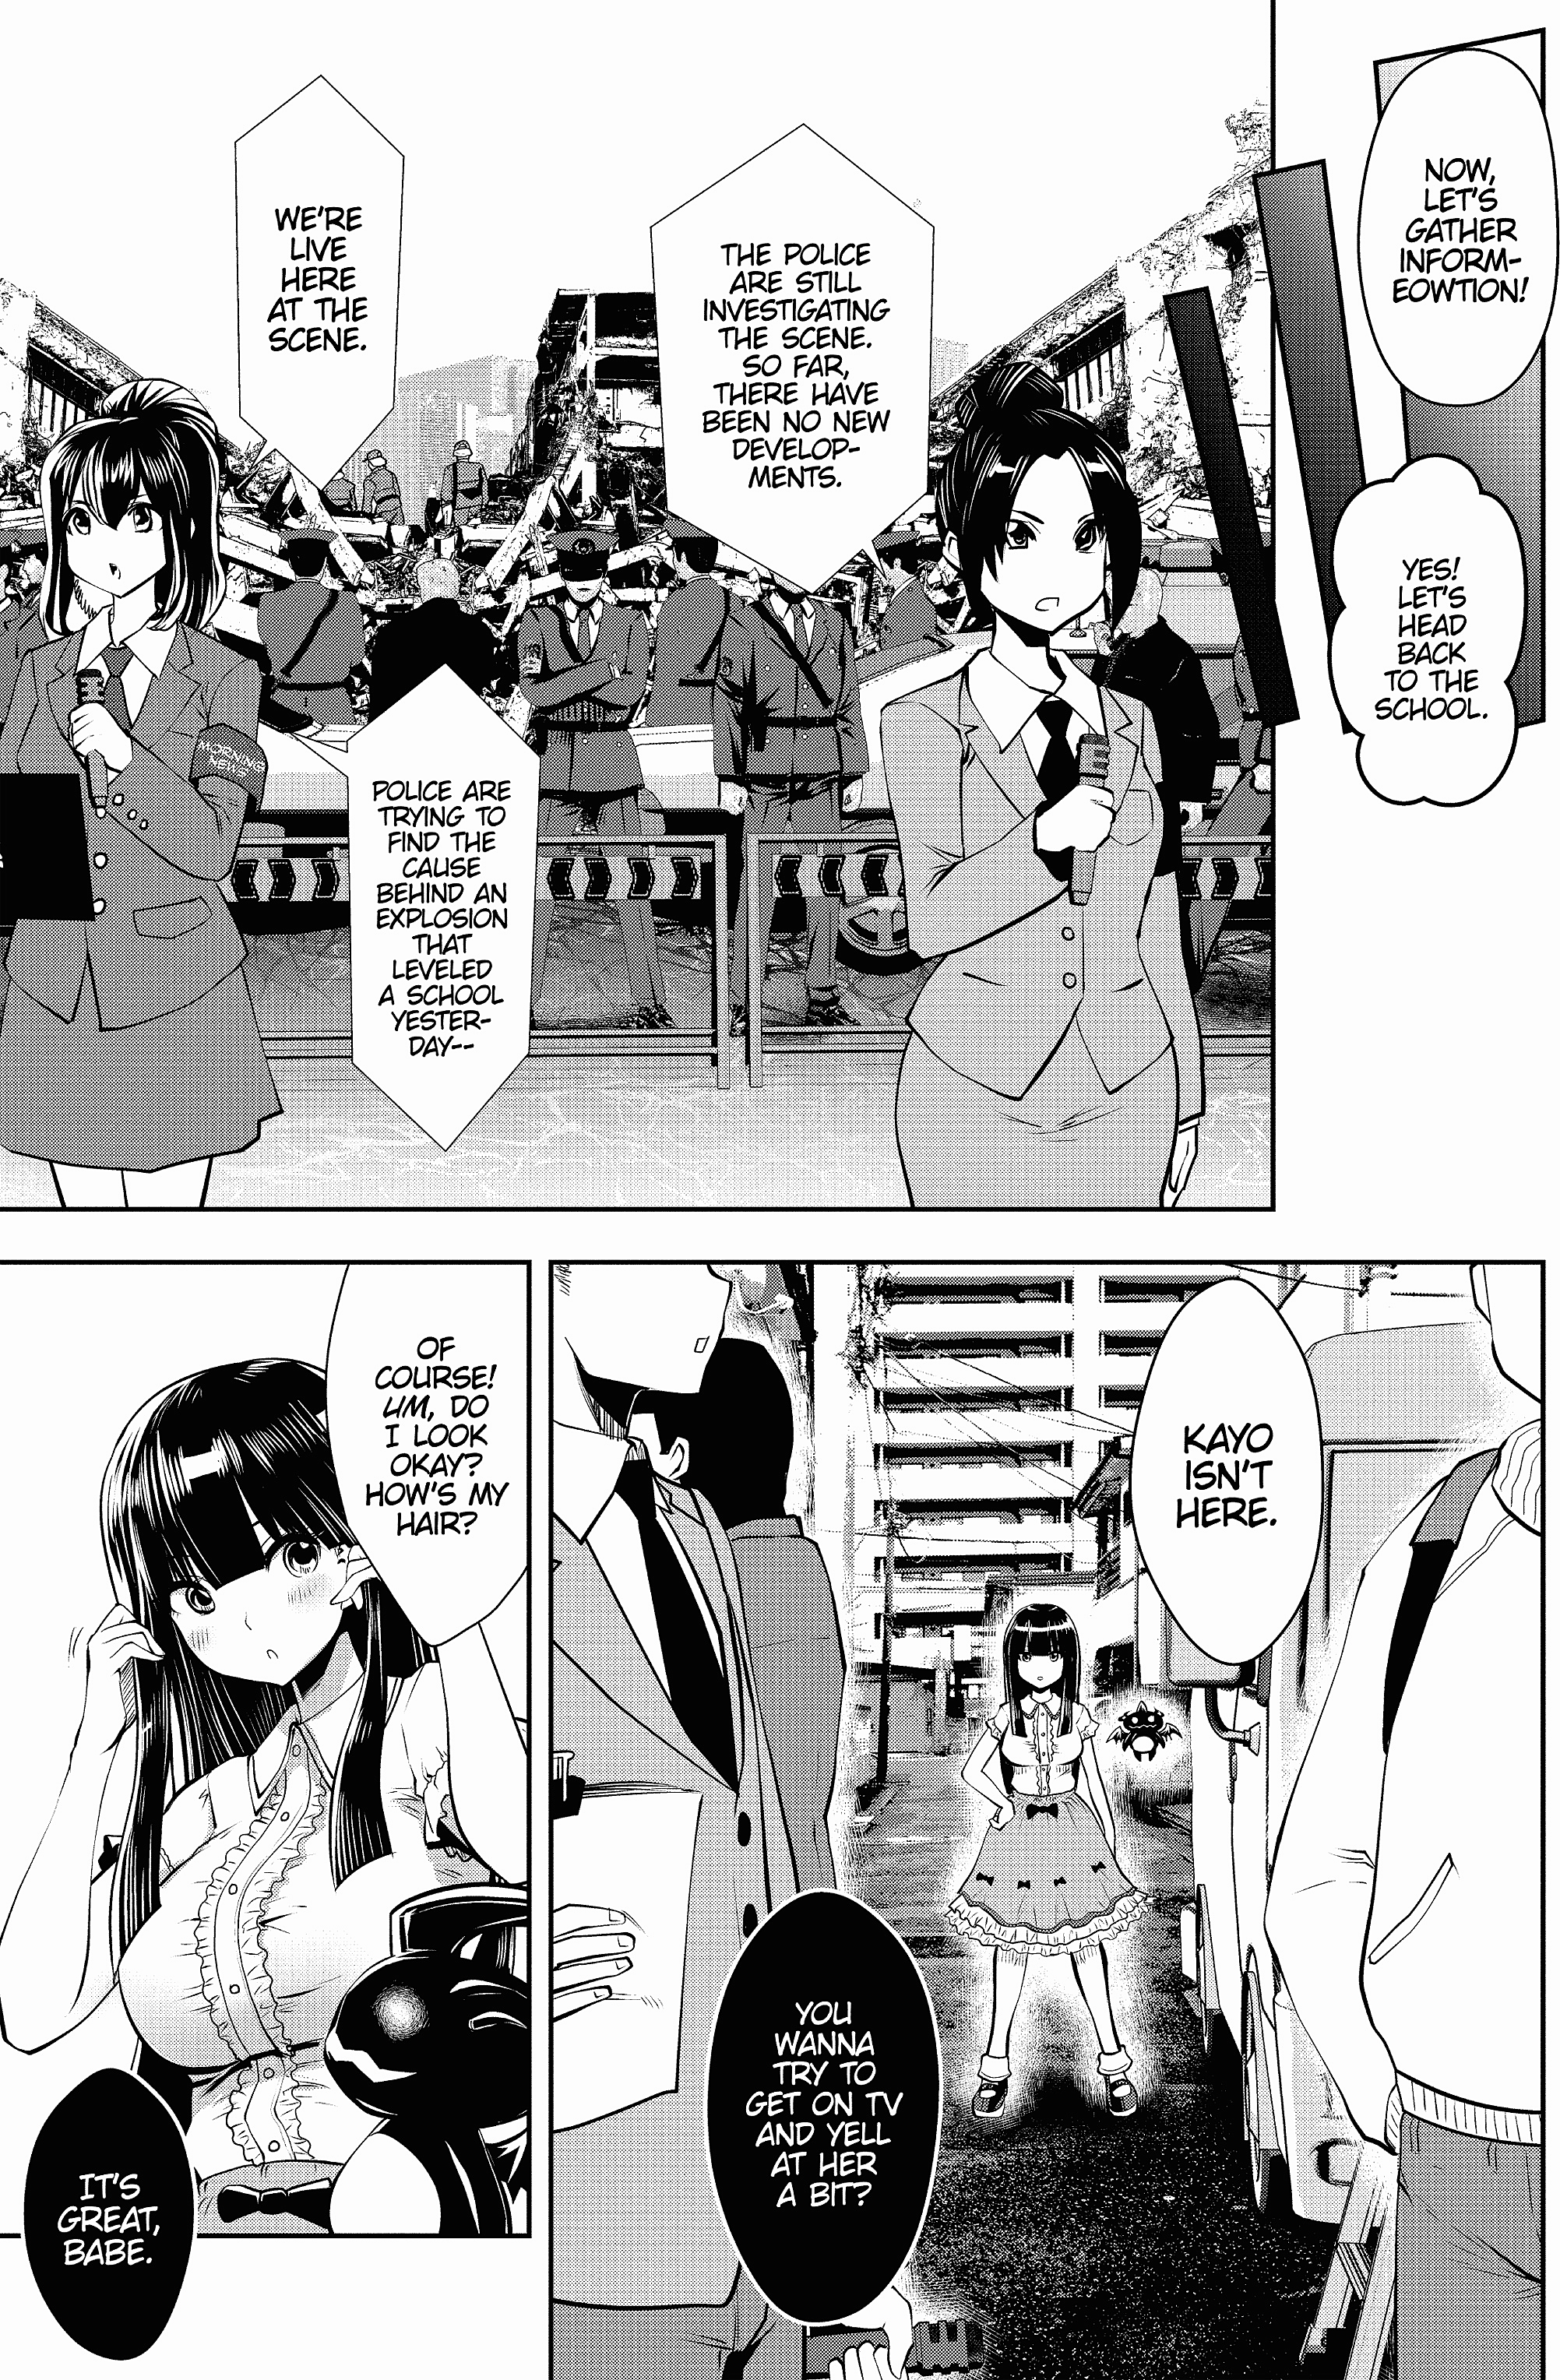 NOW,
LET'S
GATHER
INFORM-
EOWTION!
YES!
LET'S
HEAD
BACK
TO THE
SCHOOL.
THE POLICE
ARE STILL
INVESTIGATING
THE SCENE.
SO FAR,
THERE HAVE
BEEN NO NEW
DEVELOP-
MENTS.
WE'RE
LIVE
HERE
AT THE
SCENE.
POLICE ARE
TRYING TO
FIND THE
CAUSE
BEHIND AN
EXPLOSION
THAT
LEVELED
A SCHOOL
YESTER-
DAY--
MORNING
NEWS
KAYO
ISN'T
HERE.
YOU
WANNA
TRY TO
GET ON TV
AND YELL
AT HER
A BIT?
OF
COURSE!
UM, DO
I LOOK
OKAY?
HOW'S MY
HAIR?
IT'S
GREAT,
BABE.